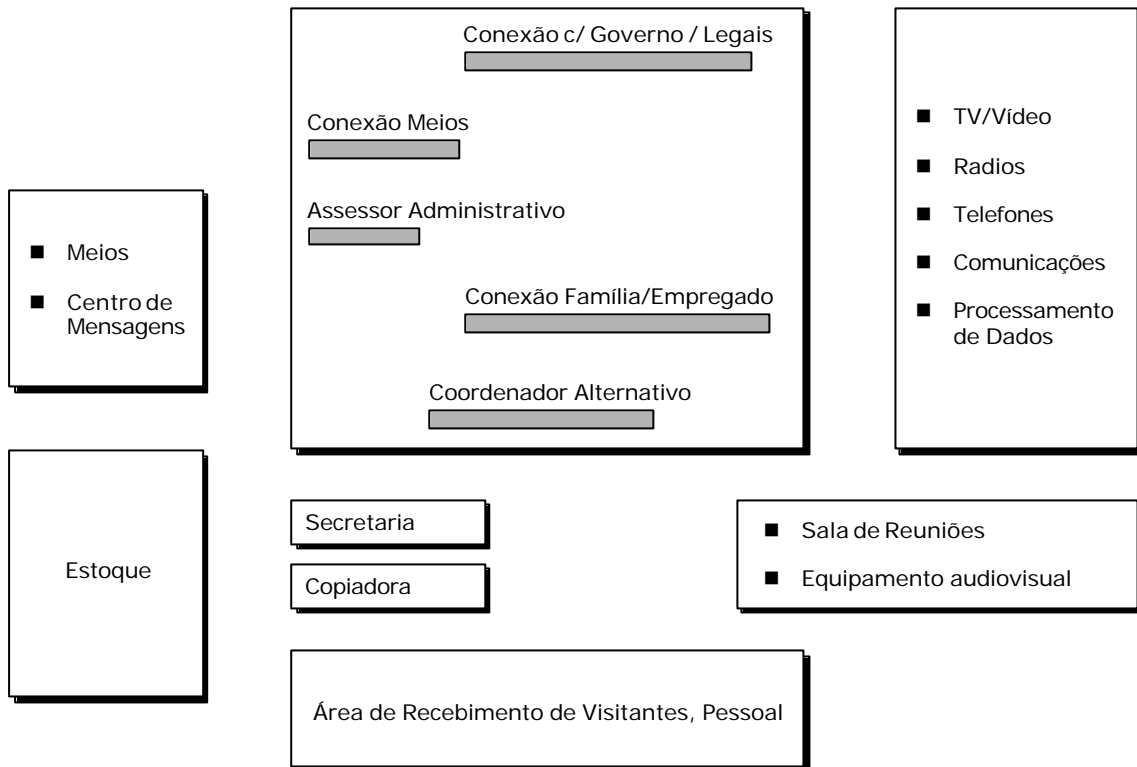 Conexão c/ Governo / Legais
Conexão Meios
Assessor Administrativo
Conexão Família/Empregado
Coordenador Alternativo
■ TV/Vídeo
■ Radios
■ Telefones
■ Comunicações
■ Processamento
de Dados
■ Meios
■ Centro de
Mensagens
Estoque
Secretaria
Copiadora
■ Sala de Reuniões
■ Equipamento audiovisual
Área de Recebimento de Visitantes, Pessoal